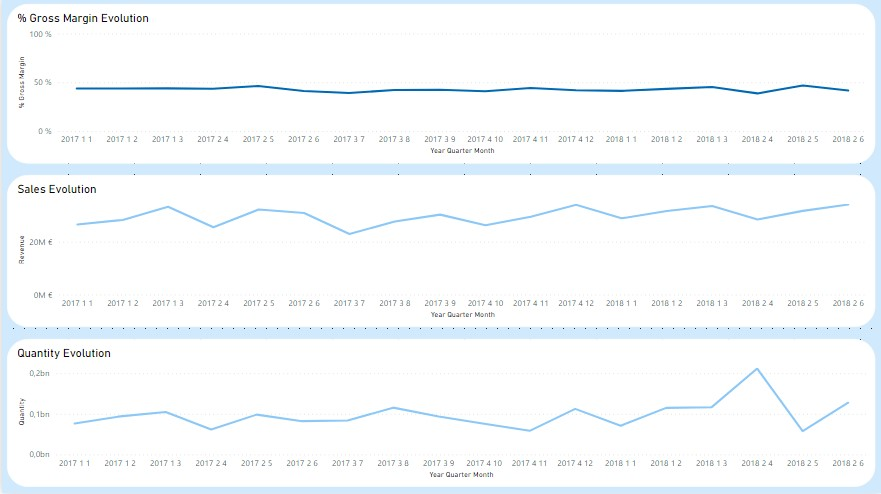 % Gross Margin Evolution
100 %
50 %
0 %
% Gross Margin
2017 1 1 2017 1 2 2017 1 3 2017 2 4 2017 2 5 2017 2 6 2017 3 7 2017 3 8 2017 3 9 2017 4 10 2017 4 11 2017 4 12 2018 1 1 2018 1 2 2018 1 3 2018 2 4 2018 2 5 2018 2 6
Year Quarter Month
Sales Evolution
20M €
0M €
Revenue
2017 1 1 2017 1 2 2017 1 3 2017 2 4 2017 2 5 2017 2 6 2017 3 7 2017 3 8 2017 3 9 2017 4 10 2017 4 11 2017 4 12 2018 1 1 2018 1 2 2018 1 3 2018 2 4 2018 2 5 2018 2 6
Year Quarter Month
Quantity Evolution
0,2bn
0,1bn
0,0bn
Quantity
2017 1 1 2017 1 2 2017 1 3 2017 2 4 2017 2 5 2017 2 6 2017 3 7 2017 3 8 2017 3 9 2017 4 10 2017 4 11 2017 4 12 2018 1 1 2018 1 2 2018 1 3 2018 2 4 2018 2 5 2018 2 6
Year Quarter Month